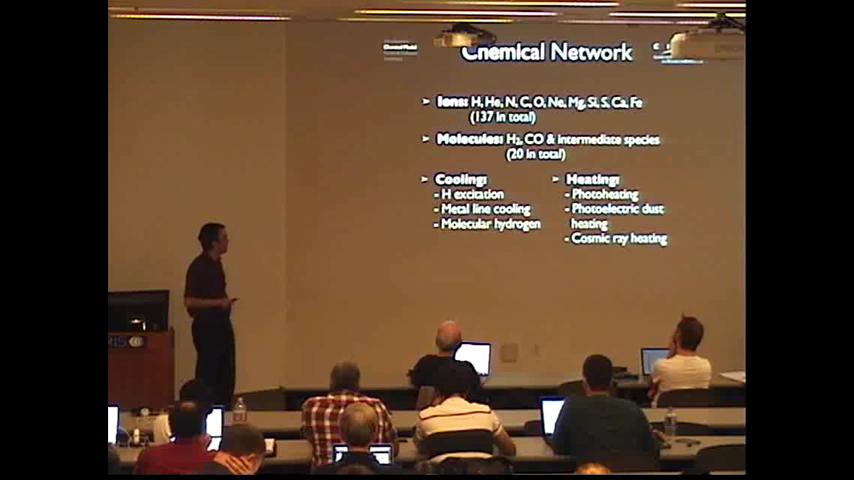 Chemical Network
➤ Ions: H, He, N, C, O, Ne, Mg, Si, S, Ca, Fe
(137 in total)
➤ Molecules: H₂, CO & intermediate species
(20 in total)
➤ Cooling:
- H excitation
- Metal line cooling
- Molecular hydrogen
➤ Heating:
- Photoheating
- Photoelectric dust
heating
- Cosmic ray heating